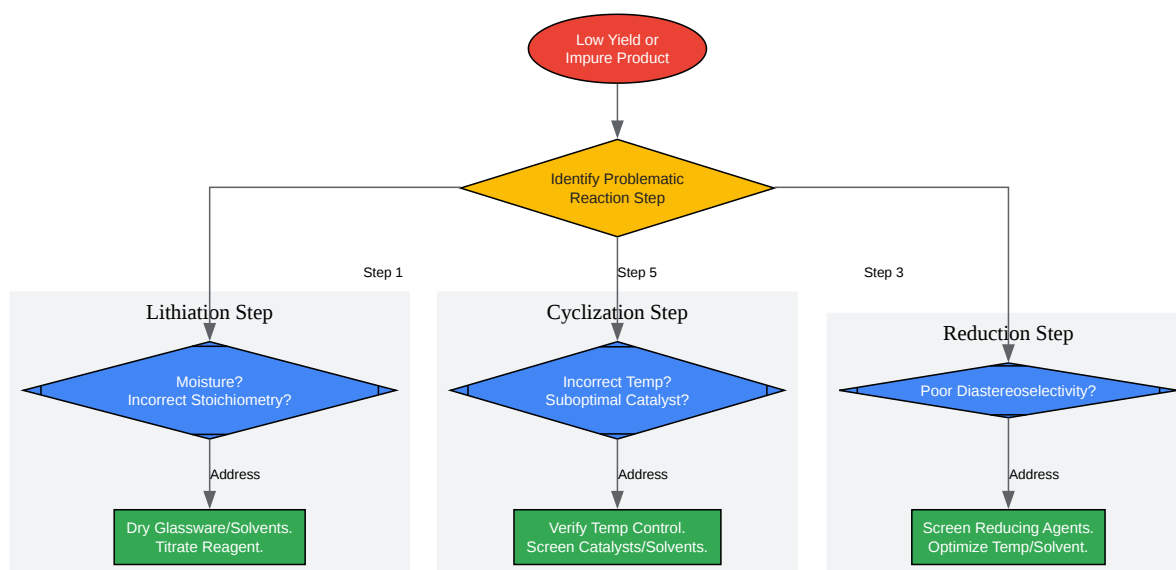 Low Yield or
Impure Product
Identify Problematic
Reaction Step
Step 1
Step 5
Step 3
Lithiation Step
Cyclization Step
Reduction Step
Moisture?
Incorrect Stoichiometry?
Incorrect Temp?
Suboptimal Catalyst?
Poor Diastereoselectivity?
Address
Address
Address
Dry Glassware/Solvents.
Titrate Reagent.
Verify Temp Control.
Screen Catalysts/Solvents.
Screen Reducing Agents.
Optimize Temp/Solvent.